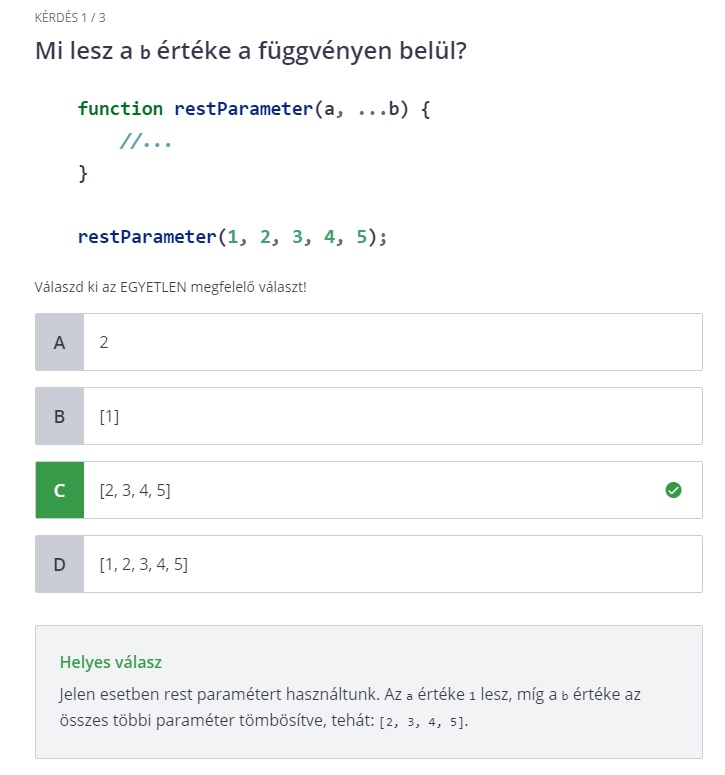 KÉRDÉS 1 / 3
Mi lesz a b értéke a függvényen belül?
function restParameter(a, ...b) {
//...
}
restParameter(1, 2, 3, 4, 5);
Válaszd ki az EGYETLEN megfelelő választ!
A 2
B [1]
C [2, 3, 4, 5]
D [1, 2, 3, 4, 5]
Helyes válasz
Jelen esetben rest paramétert használtunk. Az a értéke 1 lesz, míg a b értéke az
összes többi paraméter tömbösítve, tehát: [2, 3, 4, 5].